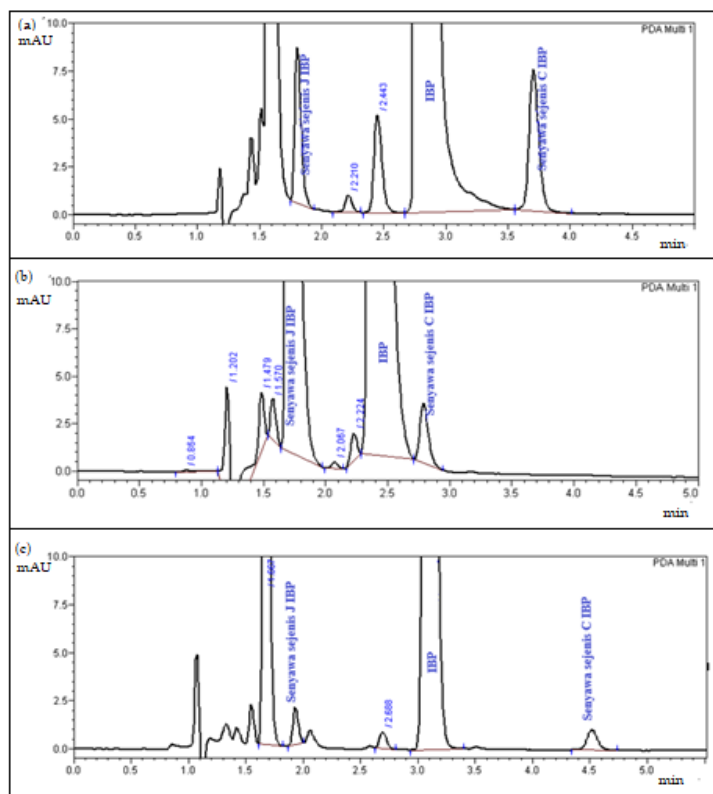 (a)
mAU
10.0
7.5
5.0
2.5
0.0
PDA Multi 1
Senyawa sejenis J IBP
/ 2.210
/ 2.443
IBP
Senyawa sejenis C IBP
0.0 0.5 1.0 1.5 2.0 2.5 3.0 3.5 4.0 4.5
min
(b)
mAU
10.0
7.5
5.0
2.5
0.0
PDA Multi 1
/ 0.864
/ 1.202
/ 1.479
/ 1.570
Senyawa sejenis J IBP
/ 2.067
/ 2.224
IBP
Senyawa sejenis C IBP
0.0 0.5 1.0 1.5 2.0 2.5 3.0 3.5 4.0 4.5 5.0
min
(c)
mAU
10.0
7.5
5.0
2.5
0.0
PDA Multi 1
Senyawa sejenis J IBP
/ 2.688
IBP
Senyawa sejenis C IBP
0.0 0.5 1.0 1.5 2.0 2.5 3.0 3.5 4.0 4.5 5.0
min